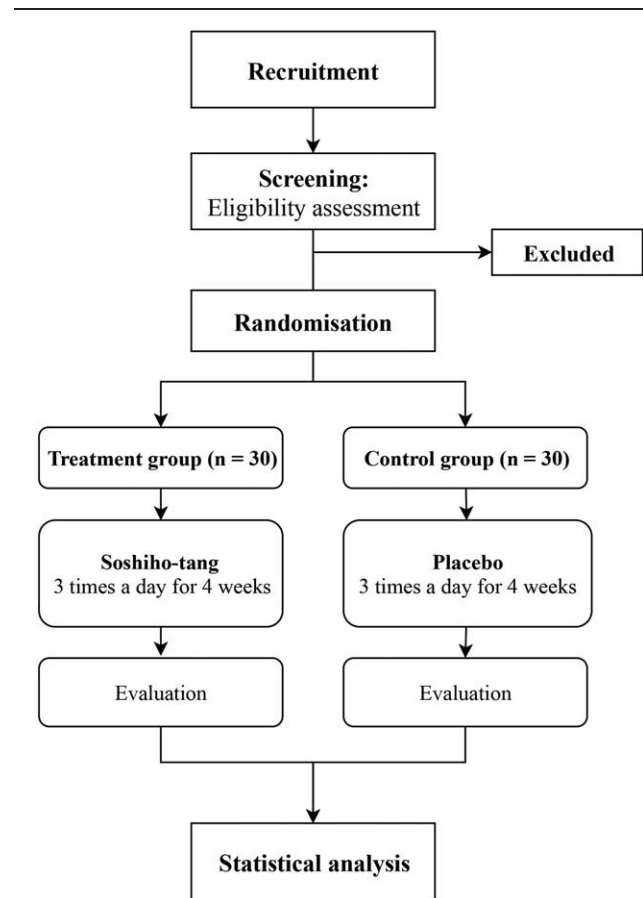 Recruitment
Screening:
Eligibility assessment
Excluded
Randomisation
Treatment group (n = 30)
Control group (n = 30)
Soshiho-tang
3 times a day for 4 weeks
Placebo
3 times a day for 4 weeks
Evaluation
Evaluation
Statistical analysis